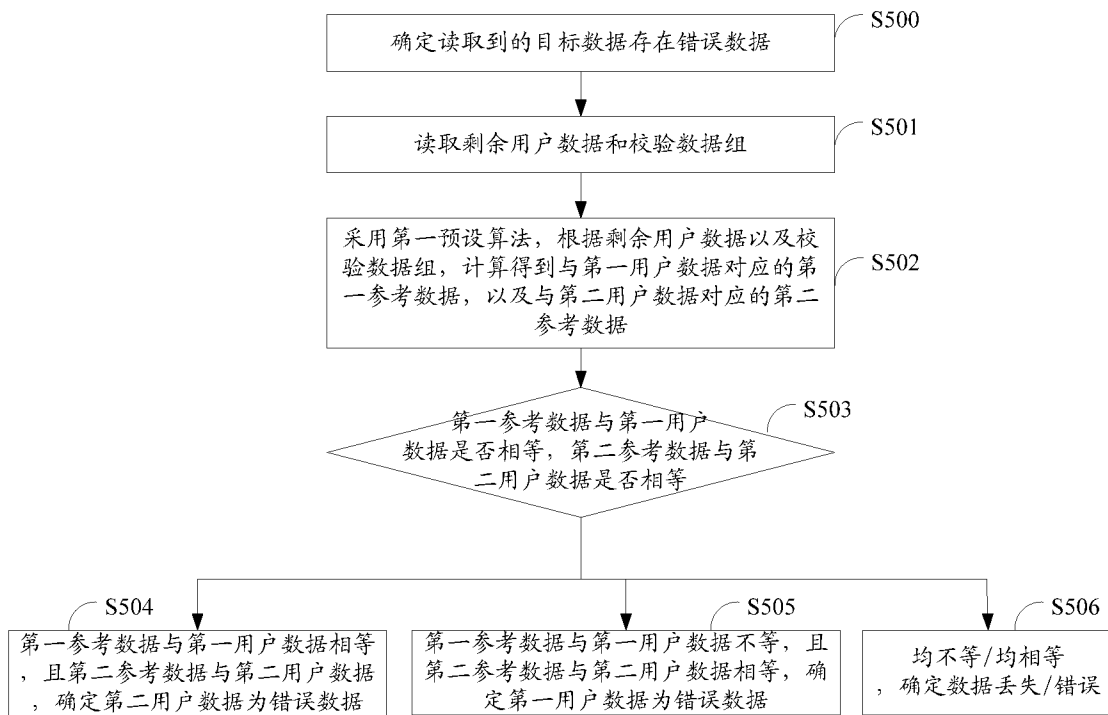 S500
确定读取到的目标数据存在错误数据
S501
读取剩余用户数据和校验数据组
S502
采用第一预设算法，根据剩余用户数据以及校
验数据组，计算得到与第一用户数据对应的第
一参考数据，以及与第二用户数据对应的第二
参考数据
S503
第一参考数据与第一用户
数据是否相等，第二参考数据与第
二用户数据是否相等
S504
第一参考数据与第一用户数据相等
，且第二参考数据与第二用户数据，
确定第二用户数据为错误数据
S505
第一参考数据与第一用户数据不等，且
第二参考数据与第二用户数据相等，确
定第一用户数据为错误数据
S506
均不等/均相等
，确定数据丢失/错误